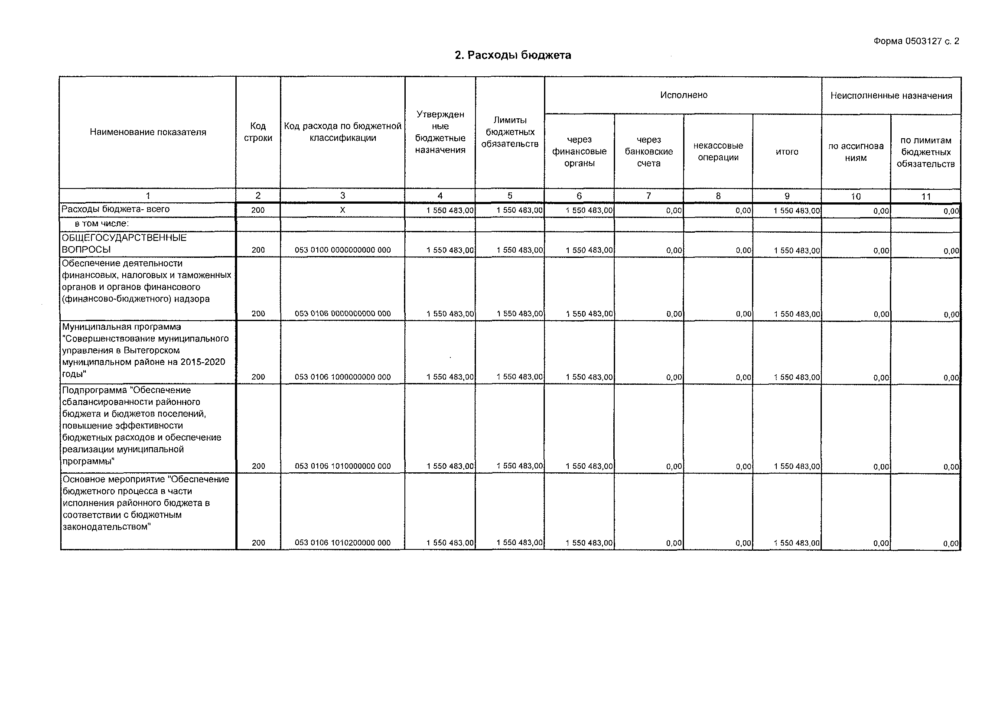 Форма 0503127 с. 2
2. Расходы бюджета
Наименование показателя
Код
строки
Код расхода по бюджетной
классификации
Утвержден
ные
бюджетные
назначения
Лимиты
бюджетных
обязательств
Исполнено
Неисполненные назначения
через
финансовые
органы
через
банковские
счета
некассовые
операции
итого
по ассигнова
ниям
по лимитам
бюджетных
обязательств
1 2 3 4 5 6 7 8 9 10 11
Расходы бюджета- всего 200 X 1 550 483,00 1 550 483,00 1 550 483,00 0,00 0,00 1 550 483,00 0,00 0,00
в том числе:
ОБЩЕГОСУДАРСТВЕННЫЕ
ВОПРОСЫ 200 053 0100 0000000000 000 1 550 483,00 1 550 483,00 1 550 483,00 0,00 0,00 1 550 483,00 0,00 0,00
Обеспечение деятельности
финансовых, налоговых и таможенных
органов и органов финансового
(финансово-бюджетного) надзора
200 053 0106 0000000000 000 1 550 483,00 1 550 483,00 1 550 483,00 0,00 0,00 1 550 483,00 0,00 0,00
Муниципальная программа
"Совершенствование муниципального
управления в Вытегорском
муниципальном районе на 2015-2020
годы" 200 053 0106 1000000000 000 1 550 483,00 1 550 483,00 1 550 483,00 0,00 0,00 1 550 483,00 0,00 0,00
Подпрограмма "Обеспечение
сбалансированности районного
бюджета и бюджетов поселений,
повышение эффективности
бюджетных расходов и обеспечение
реализации муниципальной
программы" 200 053 0106 1010000000 000 1 550 483,00 1 550 483,00 1 550 483,00 0,00 0,00 1 550 483,00 0,00 0,00
Основное мероприятие "Обеспечение
бюджетного процесса в части
исполнения районного бюджета в
соответствии с бюджетным
законодательством"
200 053 0106 1010200000 000 1 550 483,00 1 550 483,00 1 550 483,00 0,00 0,00 1 550 483,00 0,00 0,00